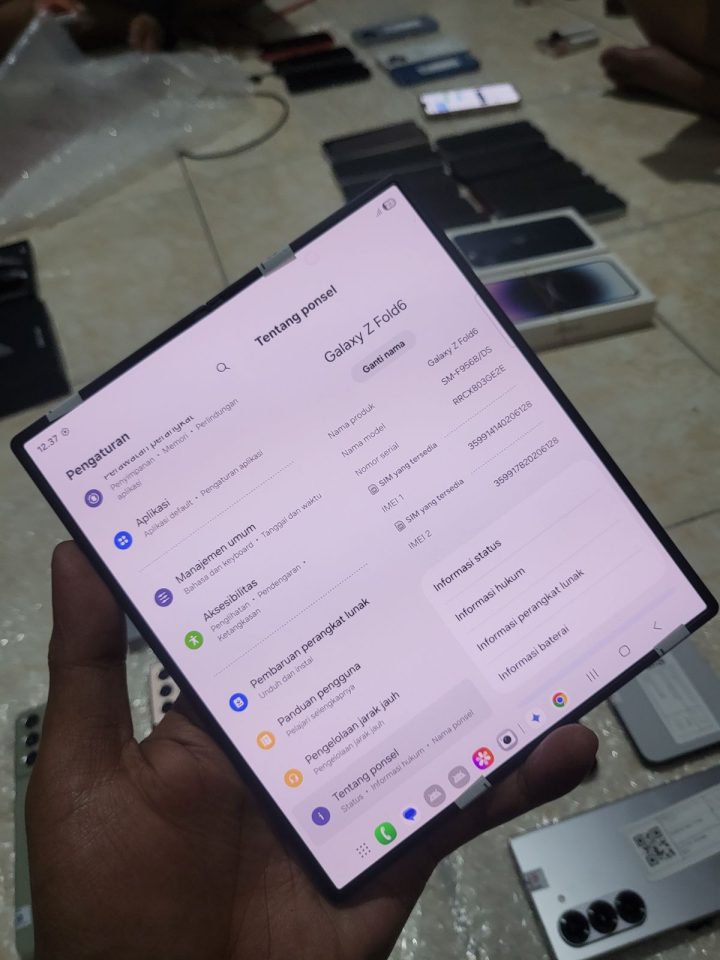 12.37
Pengaturan
Perawatan perangkat
Penyimpanan • Memori • Perlindungan
aplikasi
Aplikasi
Aplikasi default • Pengaturan aplikasi
Manajemen umum
Bahasa dan keyboard • Tanggal dan waktu
Aksesibilitas
Penglihatan • Pendengaran •
Ketangkasan
Pembaruan perangkat lunak
Unduh dan instal
Panduan pengguna
Pelajari selengkapnya
Pengelolaan jarak jauh
Pengelolaan jarak jauh
Tentang ponsel
Status • Informasi hukum • Nama ponsel
Tentang ponsel
Galaxy Z Fold6
Ganti nama
Nama produk Galaxy Z Fold6
Nama model SM-F956B/DS
Nomor serial RRCX803GE2E
SIM yang tersedia
IMEI 1 359914140206128
SIM yang tersedia
IMEI 2 359917820206128
Informasi status
Informasi hukum
Informasi perangkat lunak
Informasi baterai